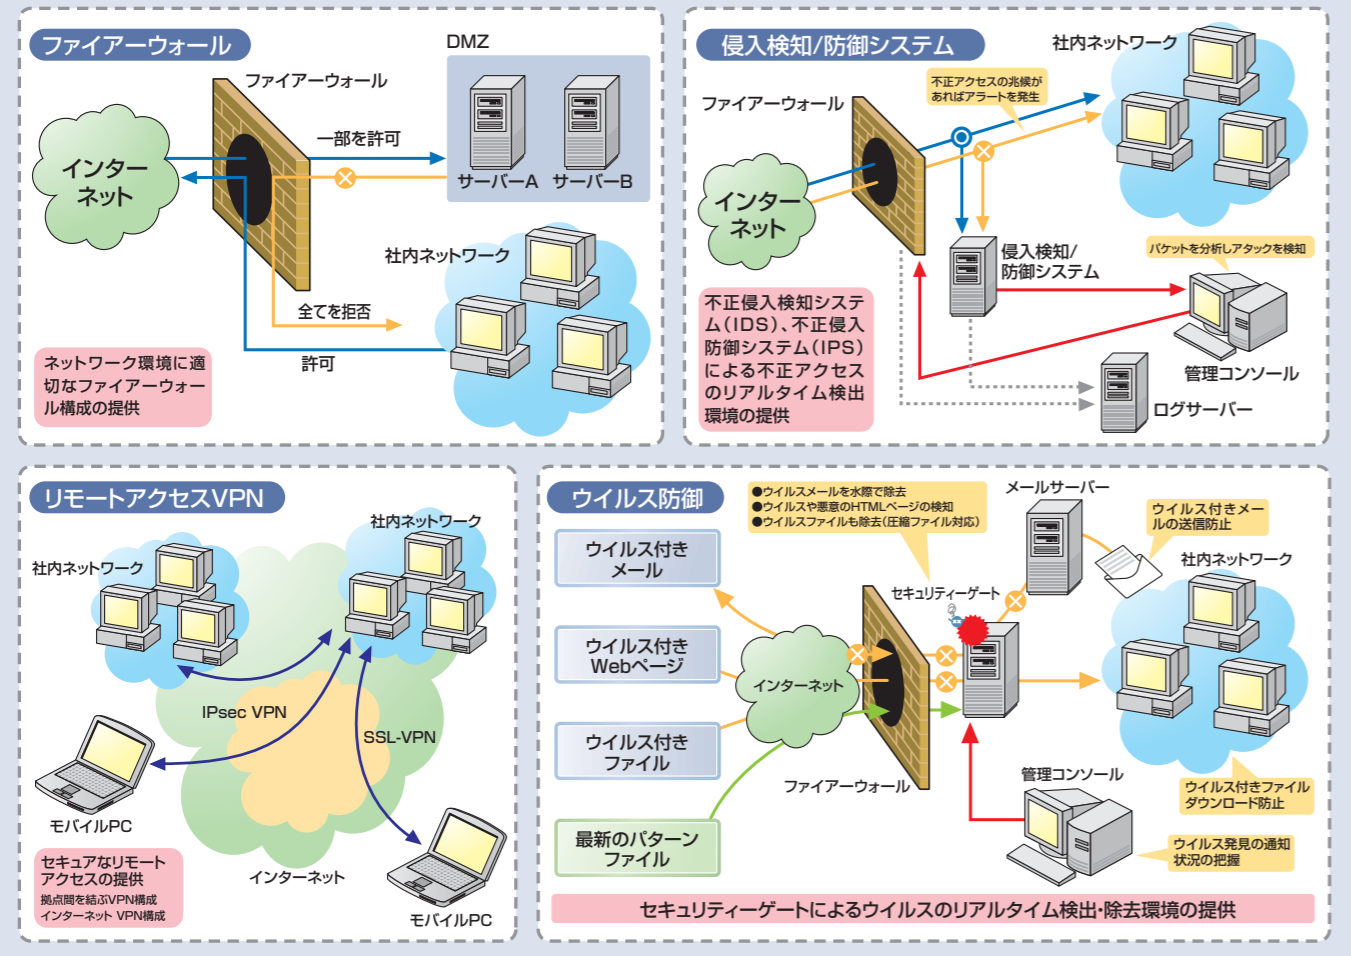 ファイアーウォール
DMZ
ファイアーウォール
一部を許可
インター
ネット
サーバーA
サーバーB
社内ネットワーク
全てを拒否
許可
ネットワーク環境に適
切なファイアーウォー
ル構成の提供
侵入検知/防御システム
社内ネットワーク
不正アクセスの兆候が
あればアラートを発生
ファイアーウォール
インター
ネット
侵入検知/
防御システム
パケットを分析しアタックを検知
管理コンソール
ログサーバー
不正侵入検知システ
ム(IDS)、不正侵入
防御システム(IPS)
による不正アクセス
のリアルタイム検出
環境の提供
リモートアクセスVPN
社内ネットワーク
社内ネットワーク
IPsec VPN
SSL-VPN
モバイルPC
インターネット
モバイルPC
セキュアなリモート
アクセスの提供
拠点間を結ぶVPN構成
インターネット VPN構成
ウイルス防御
●ウイルスメールを水際で除去
●ウイルスや悪意のHTMLページの検知
●ウイルスファイルも除去(圧縮ファイル対応)
メールサーバー
ウイルス付きメー
ルの送信防止
ウイルス付き
メール
セキュリティーゲート
社内ネットワーク
ウイルス付き
Webページ
インターネット
ウイルス付き
ファイル
ファイアーウォール
管理コンソール
ウイルス付きファイル
ダウンロード防止
最新のパターン
ファイル
ウイルス発見の通知
状況の把握
セキュリティーゲートによるウイルスのリアルタイム検出・除去環境の提供